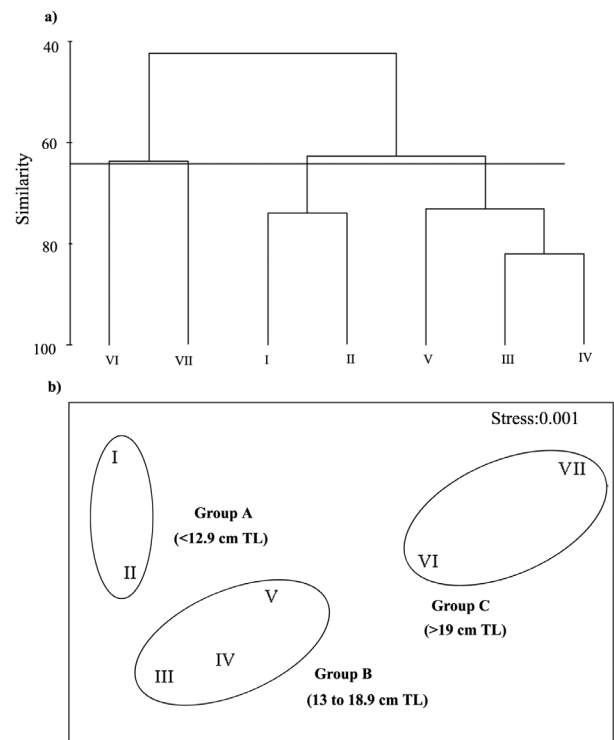 a)
40
60
80
100
Similarity
VI VII I II V III IV
b)
Stress:0.001
I
VII
Group A
(<12.9 cm TL)
II
VI
V
Group C
(>19 cm TL)
IV
III
Group B
(13 to 18.9 cm TL)